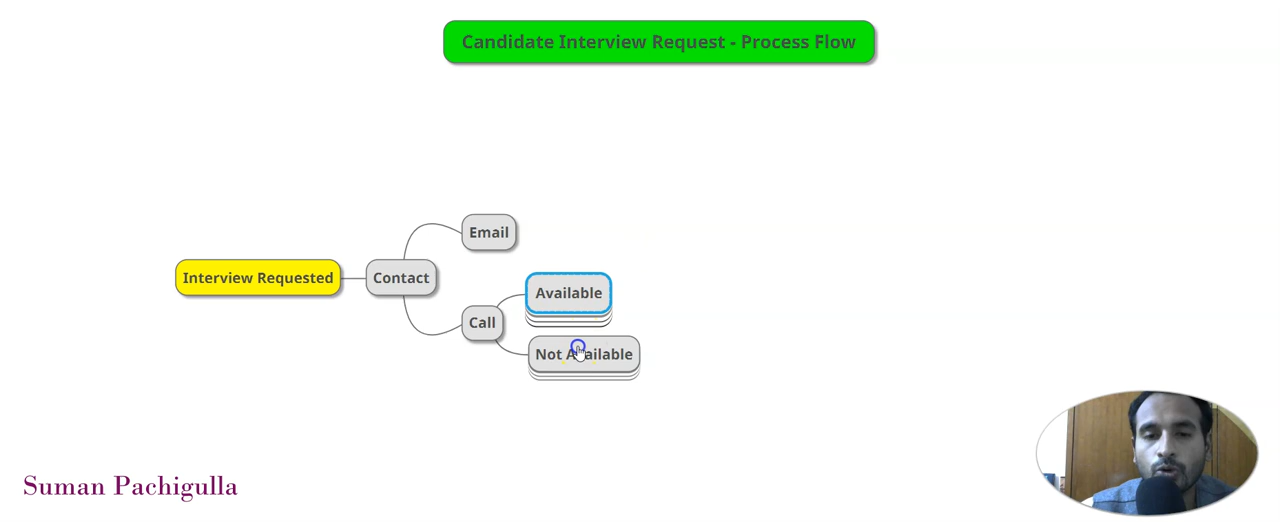 Candidate Interview Request - Process Flow
Email
Interview Requested
Contact
Available
Call
Not Available
Suman Pachigulla